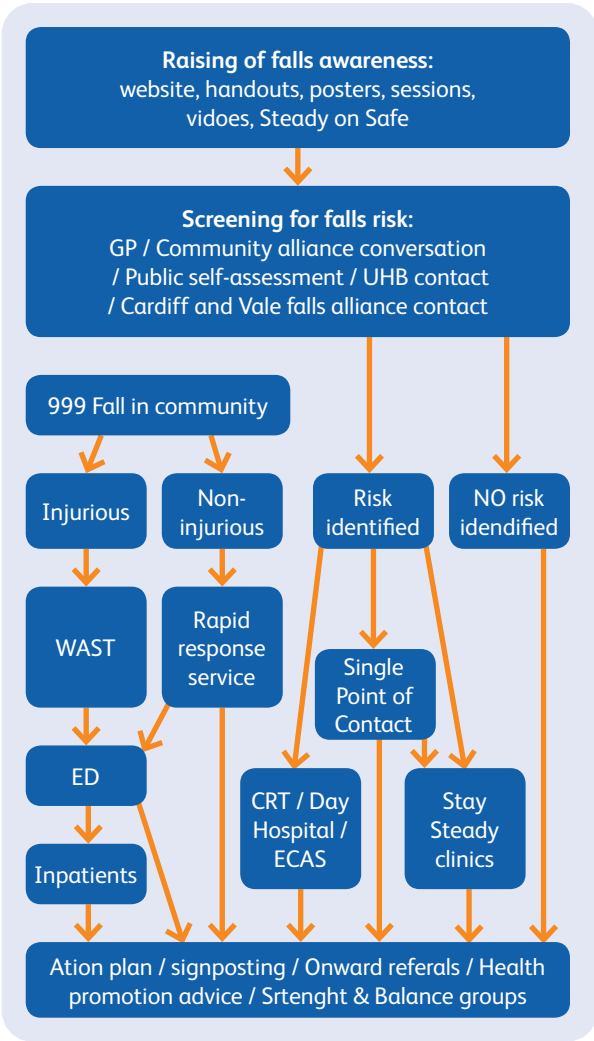 Raising of falls awareness:
website, handouts, posters, sessions,
vidoes, Steady on Safe
Screening for falls risk:
GP / Community alliance conversation
/ Public self-assessment / UHB contact
/ Cardiff and Vale falls alliance contact
999 Fall in community
Injurious
Non-
injurious
Risk
identified
NO risk
idendified
WAST
Rapid
response
service
Single
Point of
Contact
ED
CRT / Day
Hospital /
ECAS
Stay
Steady
clinics
Inpatients
Ation plan / signposting / Onward referrals / Health
promotion advice / Srtenght & Balance groups